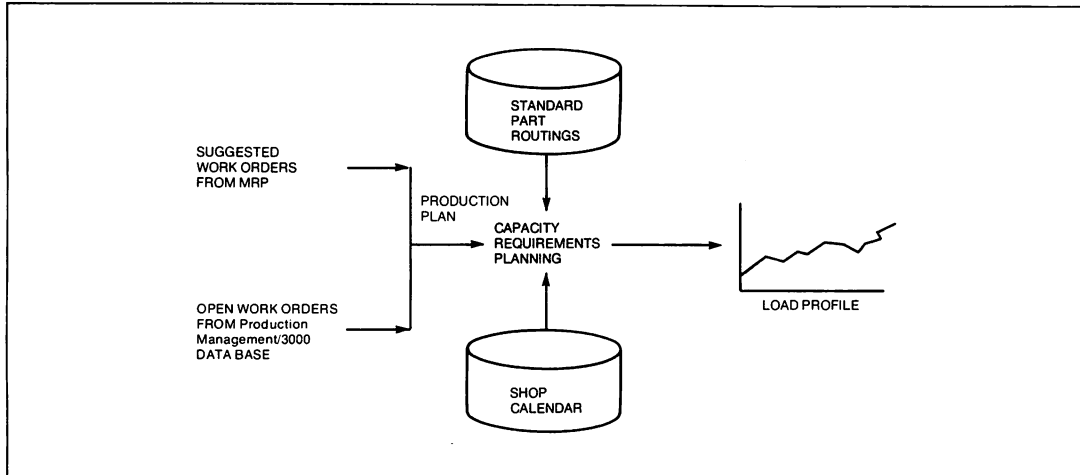 STANDARD
PART
ROUTINGS
SUGGESTED
WORK ORDERS
FROM MRP
PRODUCTION
PLAN
CAPACITY
REQUIREMENTS
PLANNING
LOAD PROFILE
OPEN WORK ORDERS
FROM Production
Management/3000
DATA BASE
SHOP
CALENDAR